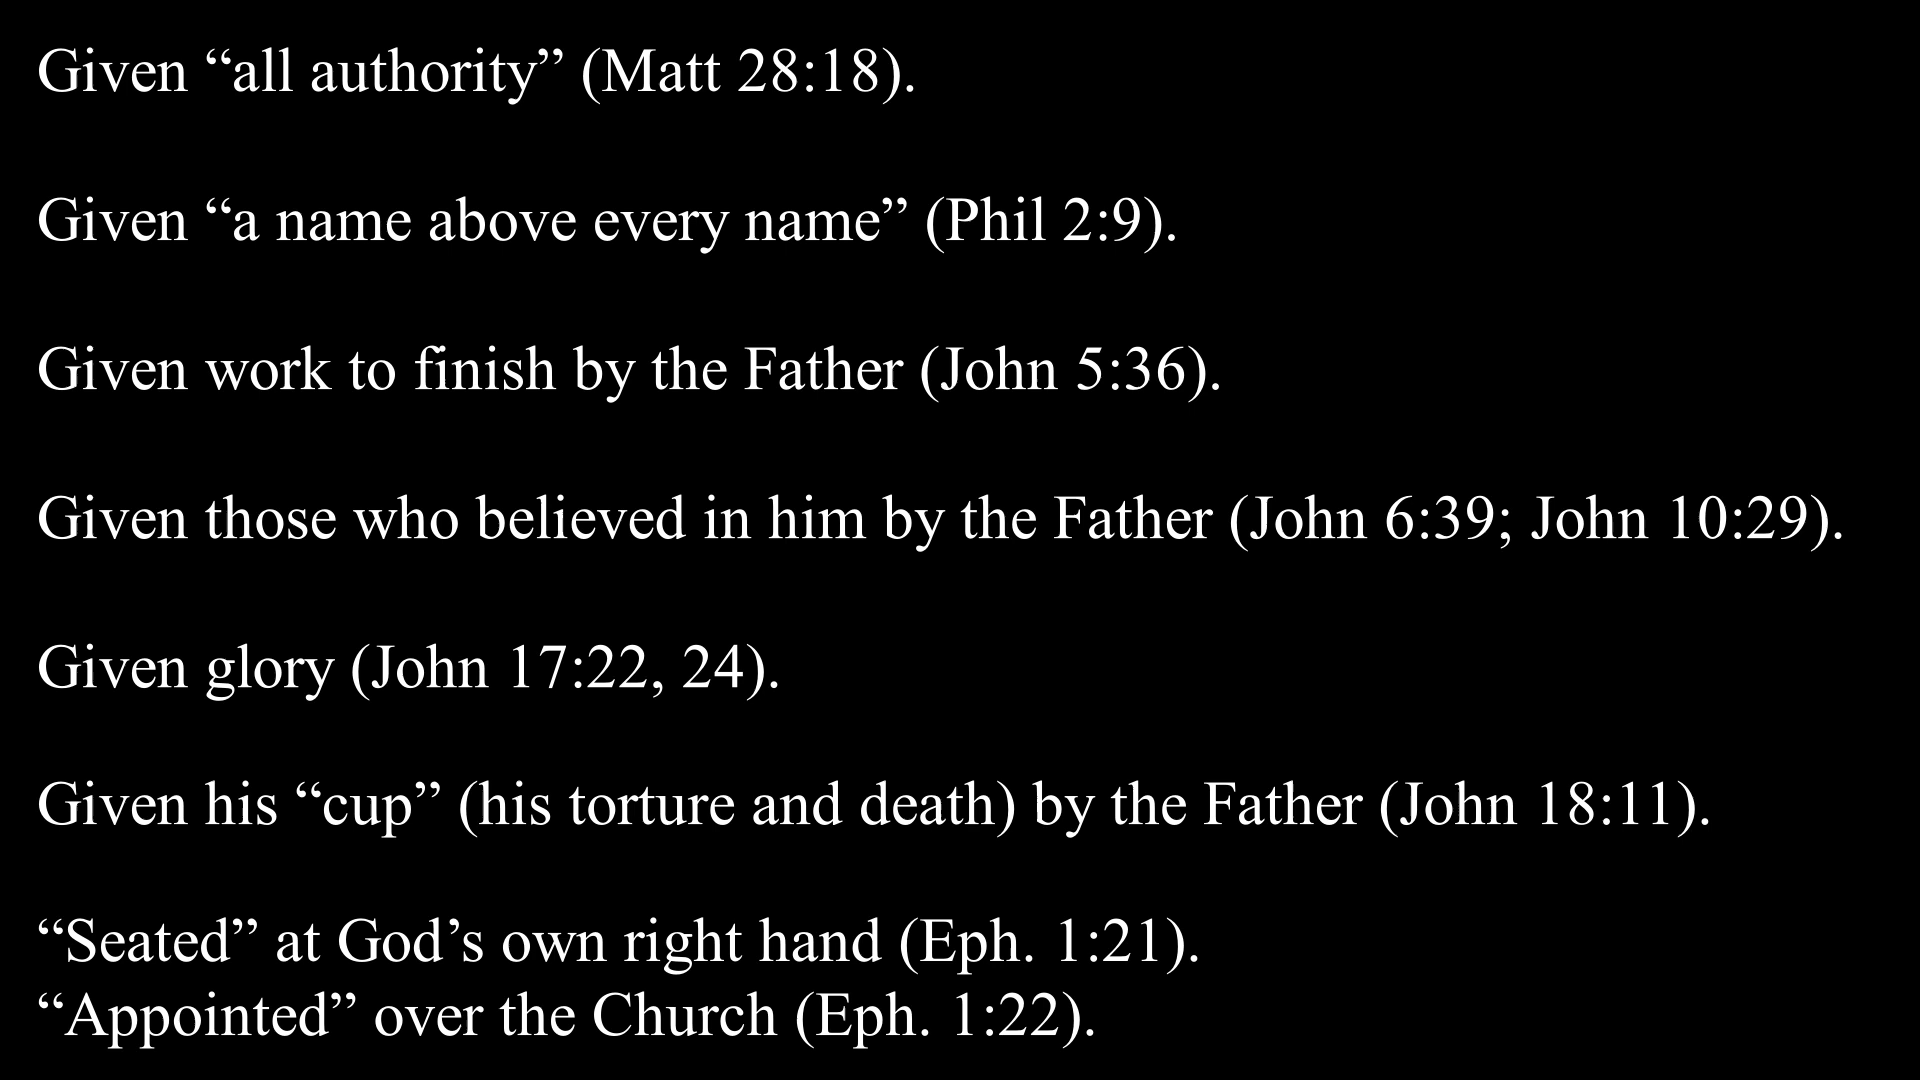 Given “all authority” (Matt 28:18).
Given “a name above every name” (Phil 2:9).
Given work to finish by the Father (John 5:36).
Given those who believed in him by the Father (John 6:39; John 10:29).
Given glory (John 17:22, 24).
Given his “cup” (his torture and death) by the Father (John 18:11).
“Seated” at God’s own right hand (Eph. 1:21).
“Appointed” over the Church (Eph. 1:22).